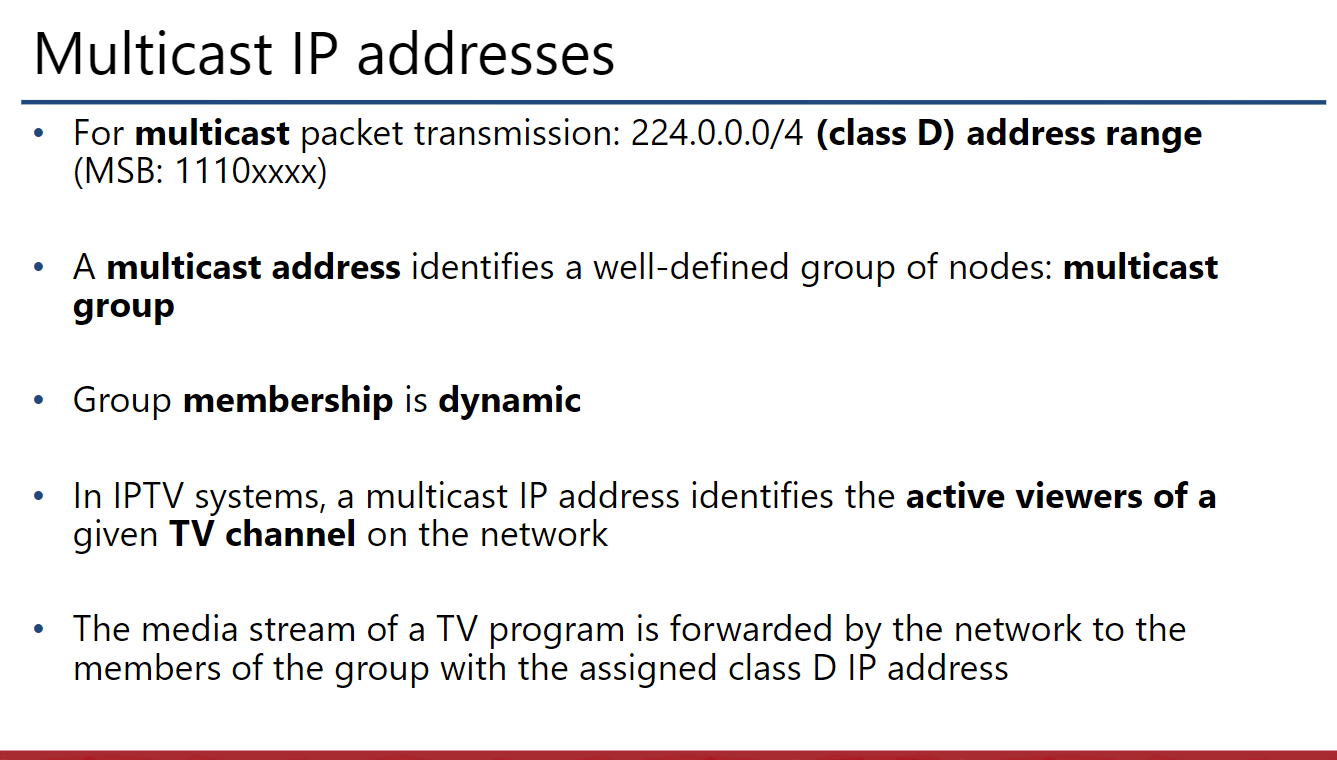 Multicast IP addresses
• For multicast packet transmission: 224.0.0.0/4 (class D) address range
(MSB: 1110xxxx)
• A multicast address identifies a well-defined group of nodes: multicast
group
• Group membership is dynamic
• In IPTV systems, a multicast IP address identifies the active viewers of a
given TV channel on the network
• The media stream of a TV program is forwarded by the network to the
members of the group with the assigned class D IP address